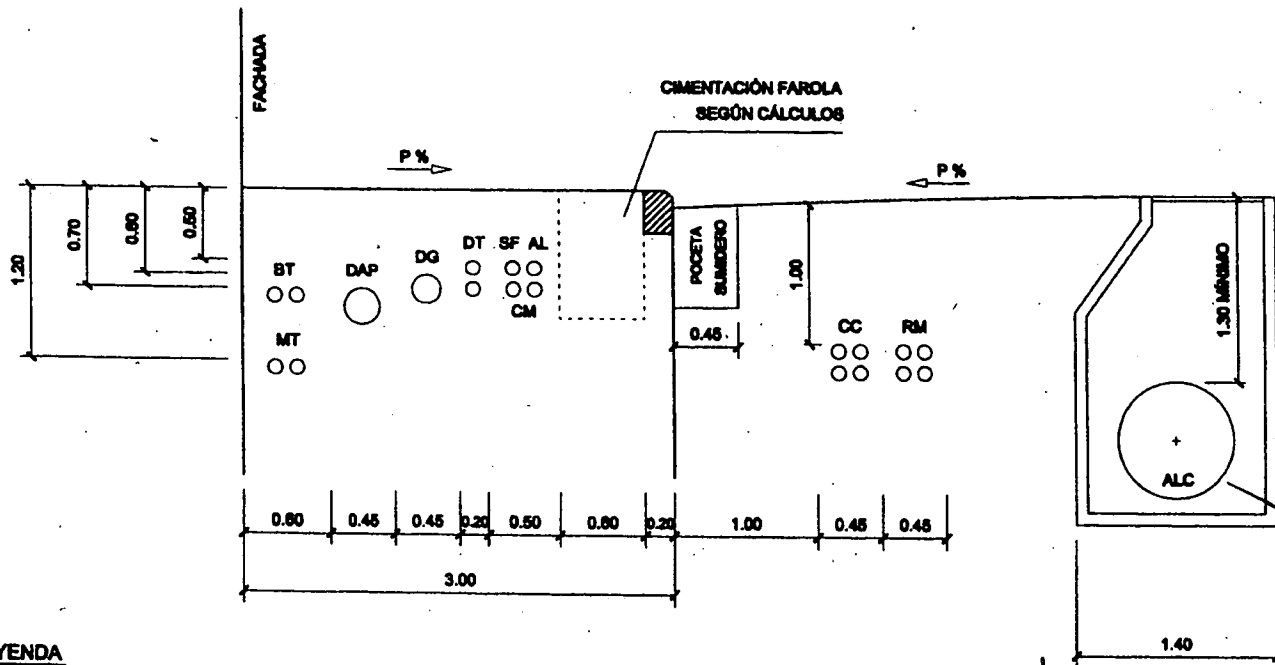 FACHADA
CIMENTACIÓN FAROLA
SEGÚN CÁLCULOS
P %
P %
1.20
0.70
0.60
0.50
BT
DAP
DG
DT
SF
AL
CM
MT
POCETA
SUMIDERO
0.45
1.00
CC
RM
1.30 MÍNIMO
ALC
0.60
0.45
0.45
0.20
0.50
0.60
0.20
1.00
0.45
0.45
3.00
1.40
YENDA